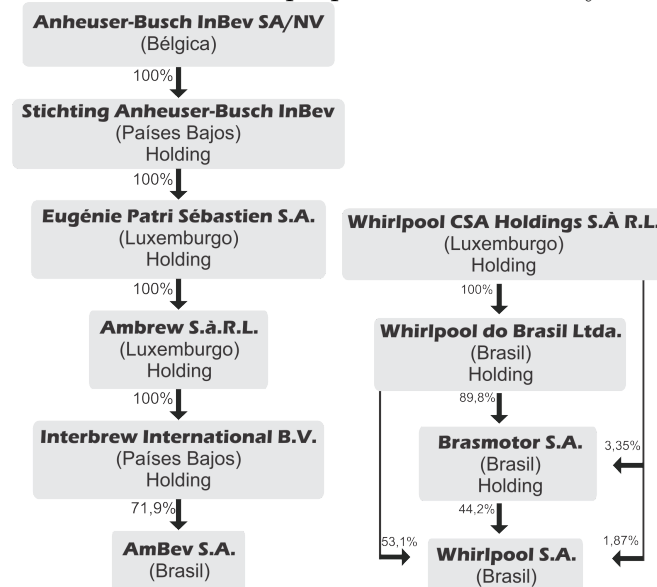 Anheuser-Busch InBev SA/NV
(Bélgica)
100%
Stichting Anheuser-Busch InBev
(Países Bajos)
Holding
100%
Eugénie Patri Sébastien S.A.
(Luxemburgo)
Holding
100%
Ambrew S.à.R.L.
(Luxemburgo)
Holding
100%
Interbrew International B.V.
(Países Bajos)
Holding
71,9%
AmBev S.A.
(Brasil)
Whirlpool CSA Holdings S.À R.L.
(Luxemburgo)
Holding
100%
Whirlpool do Brasil Ltda.
(Brasil)
Holding
89,8%
Brasmotor S.A.
(Brasil)
Holding
3,35%
44,2%
53,1%
1,87%
Whirlpool S.A.
(Brasil)